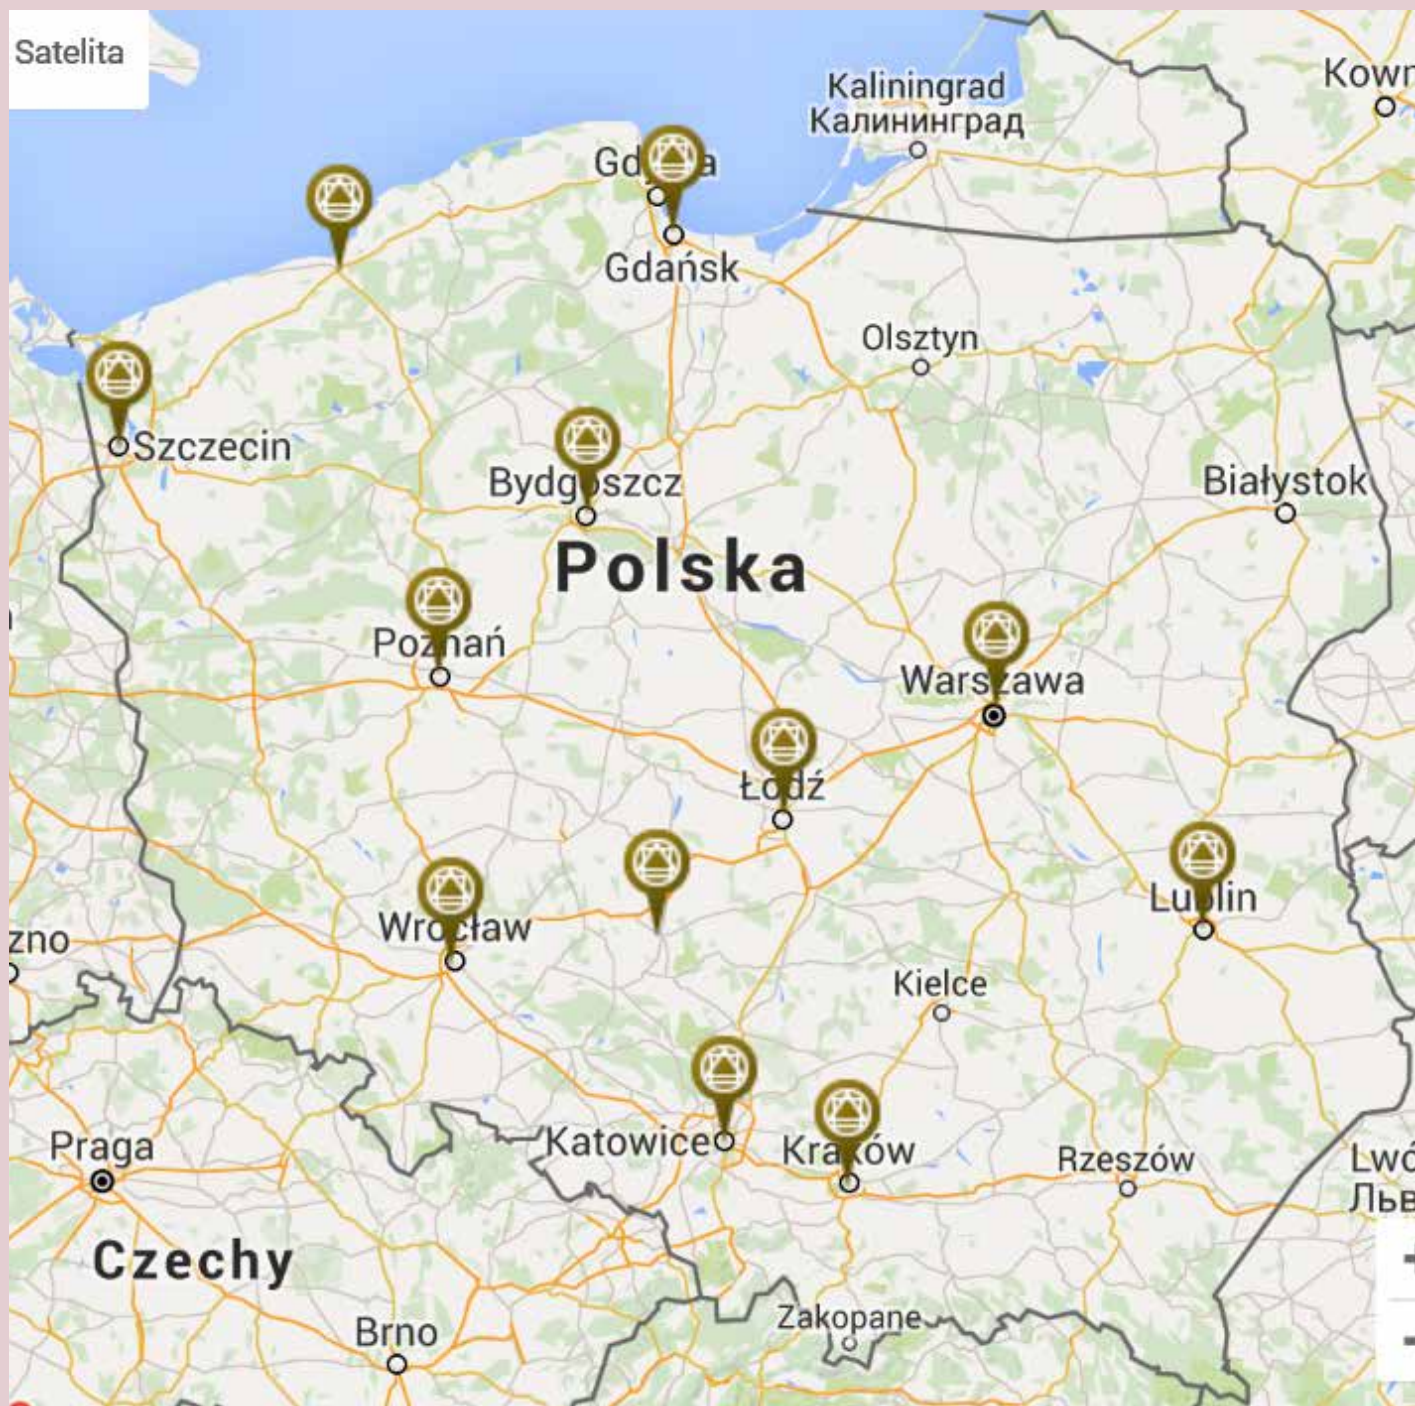 Satelita
Kaliningrad
Калининград
Gdańsk
Olsztyn
Szczecin
Bydgoszcz
Białystok
Polska
Poznań
Warszawa
Łódź
Lublin
Wrocław
Kielce
Katowice
Kraków
Rzeszów
Praga
Czechy
Zakopane
Brno